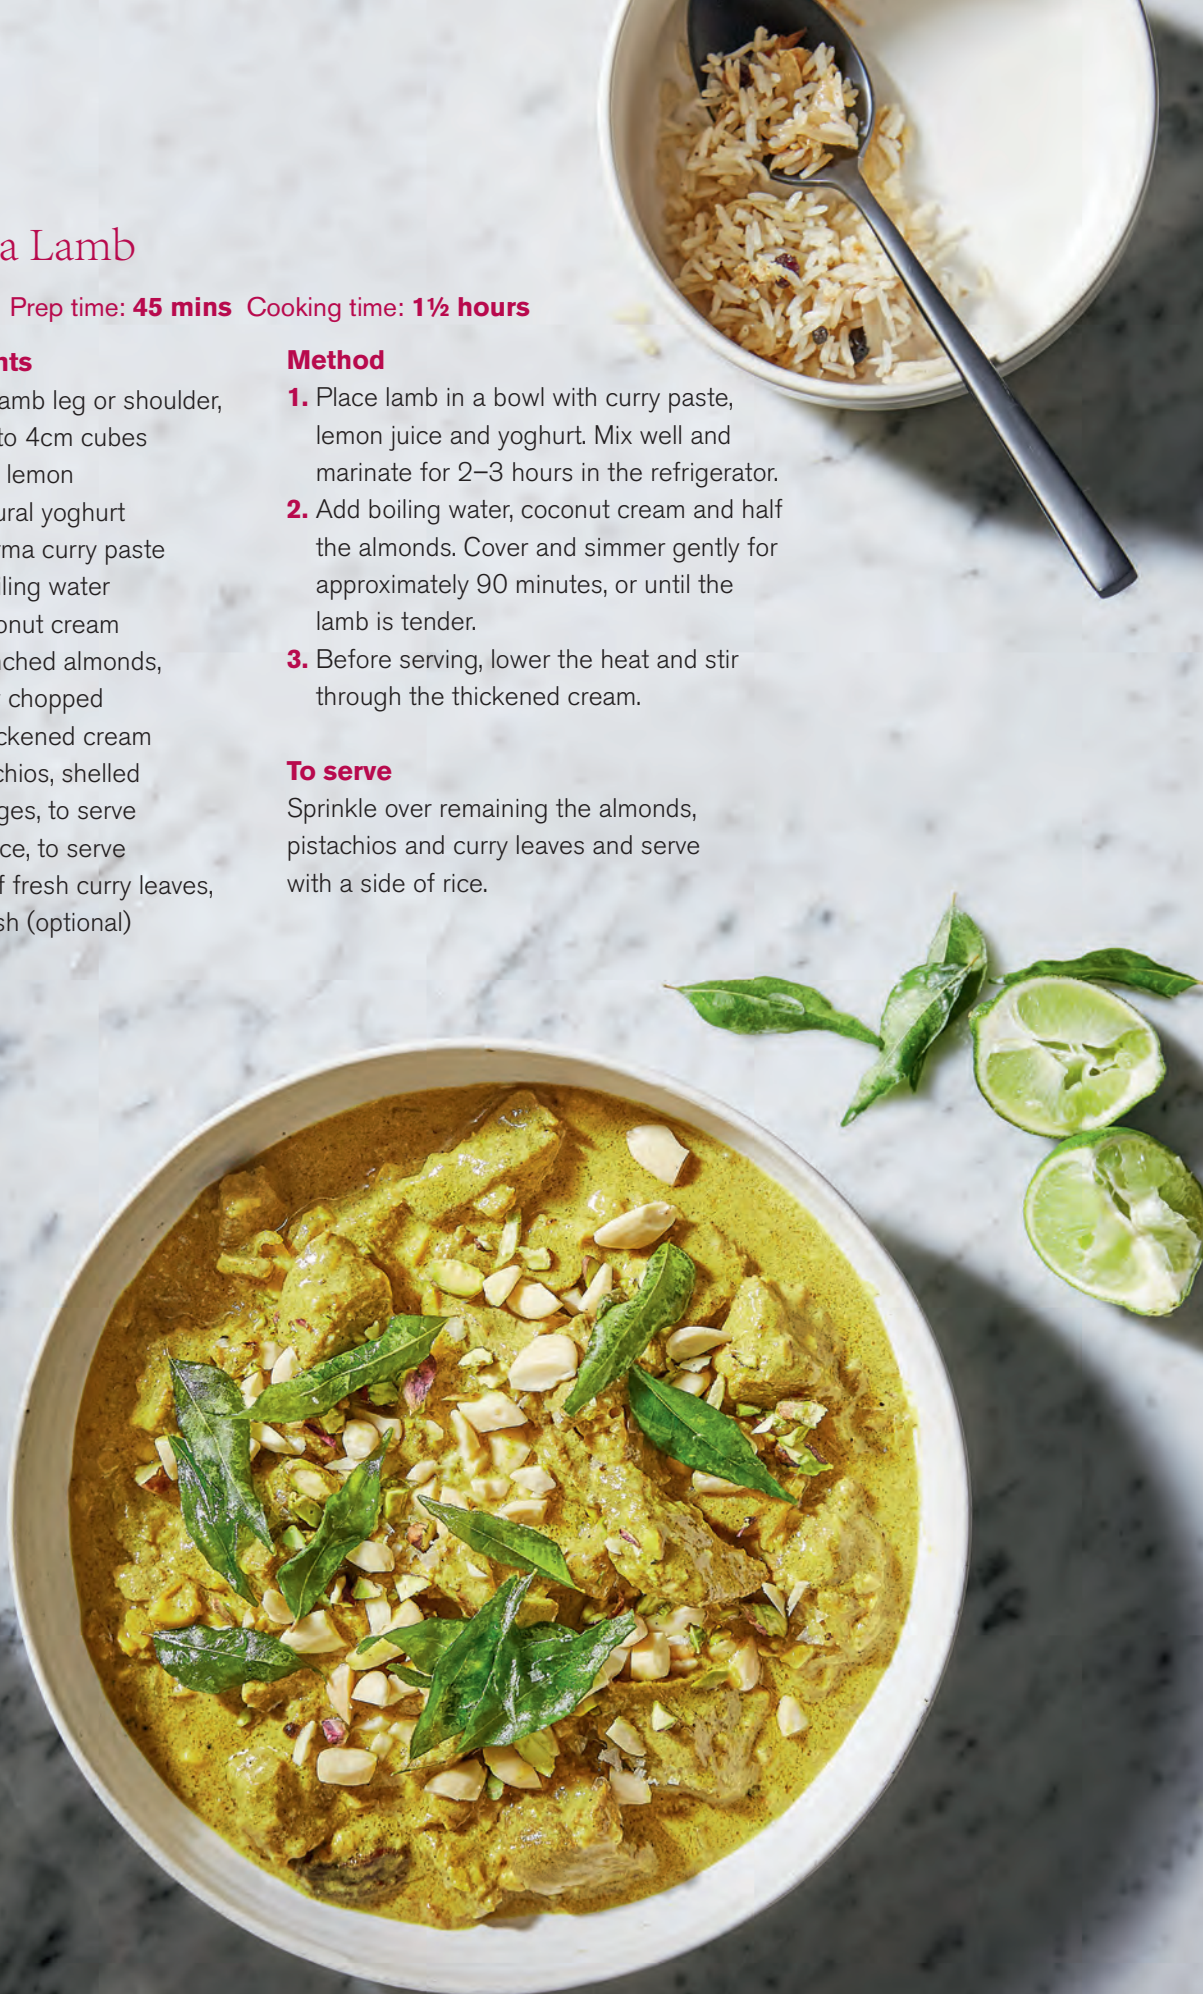 a Lamb
Prep time: 45 mins Cooking time: 1½ hours
nts
amb leg or shoulder,
to 4cm cubes
lemon
ural yoghurt
rma curry paste
iling water
onut cream
nched almonds,
chopped
ckened cream
chios, shelled
ges, to serve
ce, to serve
f fresh curry leaves,
sh (optional)
Method
1. Place lamb in a bowl with curry paste,
lemon juice and yoghurt. Mix well and
marinate for 2–3 hours in the refrigerator.
2. Add boiling water, coconut cream and half
the almonds. Cover and simmer gently for
approximately 90 minutes, or until the
lamb is tender.
3. Before serving, lower the heat and stir
through the thickened cream.
To serve
Sprinkle over remaining the almonds,
pistachios and curry leaves and serve
with a side of rice.